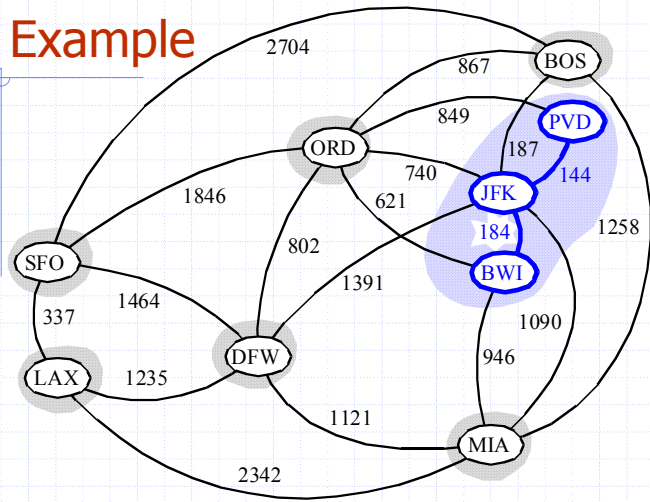 Example
2704
BOS
867
849
PVD
ORD
187
740
144
JFK
1846
621
184
1258
802
SFO
1391
BWI
1464
337
1090
DFW
946
LAX
1235
1121
MIA
2342